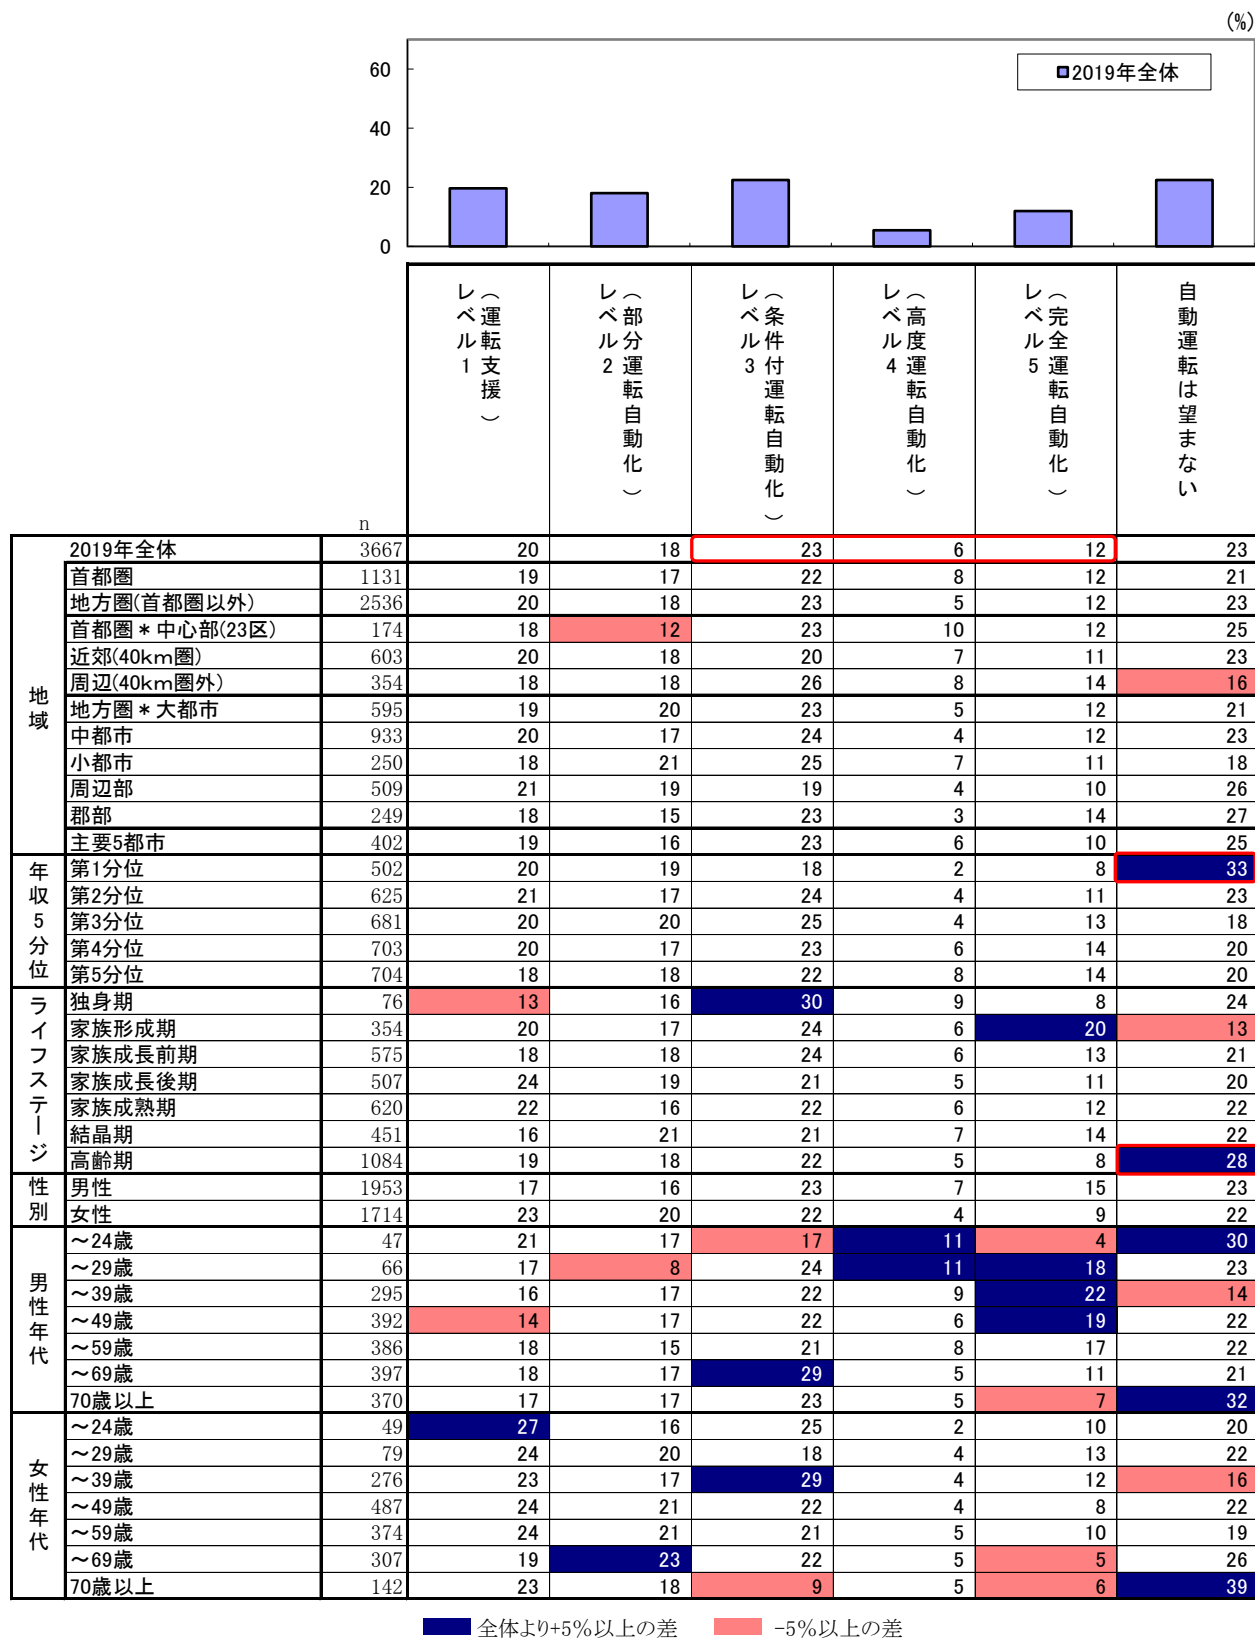 (%)
60
40
20
0
2019年全体
レベル1
(運転支援)
レベル2
(部分運転自動化)
レベル3
(条件付運転自動化)
レベル4
(高度運転自動化)
レベル5
(完全運転自動化)
自動運転は望まない
n
2019年全体 3667 20 18 23 6 12 23
地域
首都圏 1131 19 17 22 8 12 21
地方圏(首都圏以外) 2536 20 18 23 5 12 23
首都圏*中心部(23区) 174 18 12 23 10 12 25
近郊(40km圏) 603 20 18 20 7 11 23
周辺(40km圏外) 354 18 18 26 8 14 16
地方圏*大都市 595 19 20 23 5 12 21
中都市 933 20 17 24 4 12 23
小都市 250 18 21 25 7 11 18
周辺部 509 21 19 19 4 10 26
郡部 249 18 15 23 3 14 27
主要5都市 402 19 16 23 6 10 25
年収5分位
第1分位 502 20 19 18 2 8 33
第2分位 625 21 17 24 4 11 23
第3分位 681 20 20 25 4 13 18
第4分位 703 20 17 23 6 14 20
第5分位 704 18 18 22 8 14 20
ライフステージ
独身期 76 13 16 30 9 8 24
家族形成期 354 20 17 24 6 20 13
家族成長前期 575 18 18 24 6 13 21
家族成長後期 507 24 19 21 5 11 20
家族成熟期 620 22 16 22 6 12 22
結晶期 451 16 21 21 7 14 22
高齢期 1084 19 18 22 5 8 28
性別
男性 1953 17 16 23 7 15 23
女性 1714 23 20 22 4 9 22
男性年代
~24歳 47 21 17 17 11 4 30
~29歳 66 17 8 24 11 18 23
~39歳 295 16 17 22 9 22 14
~49歳 392 14 17 22 6 19 22
~59歳 386 18 15 21 8 17 22
~69歳 397 18 17 29 5 11 21
70歳以上 370 17 17 23 5 7 32
女性年代
~24歳 49 27 16 25 2 10 20
~29歳 79 24 20 18 4 13 22
~39歳 276 23 17 29 4 12 16
~49歳 487 24 21 22 4 8 22
~59歳 374 24 21 21 5 10 19
~69歳 307 19 23 22 5 5 26
70歳以上 142 23 18 9 5 6 39
全体より+5%以上の差 -5%以上の差